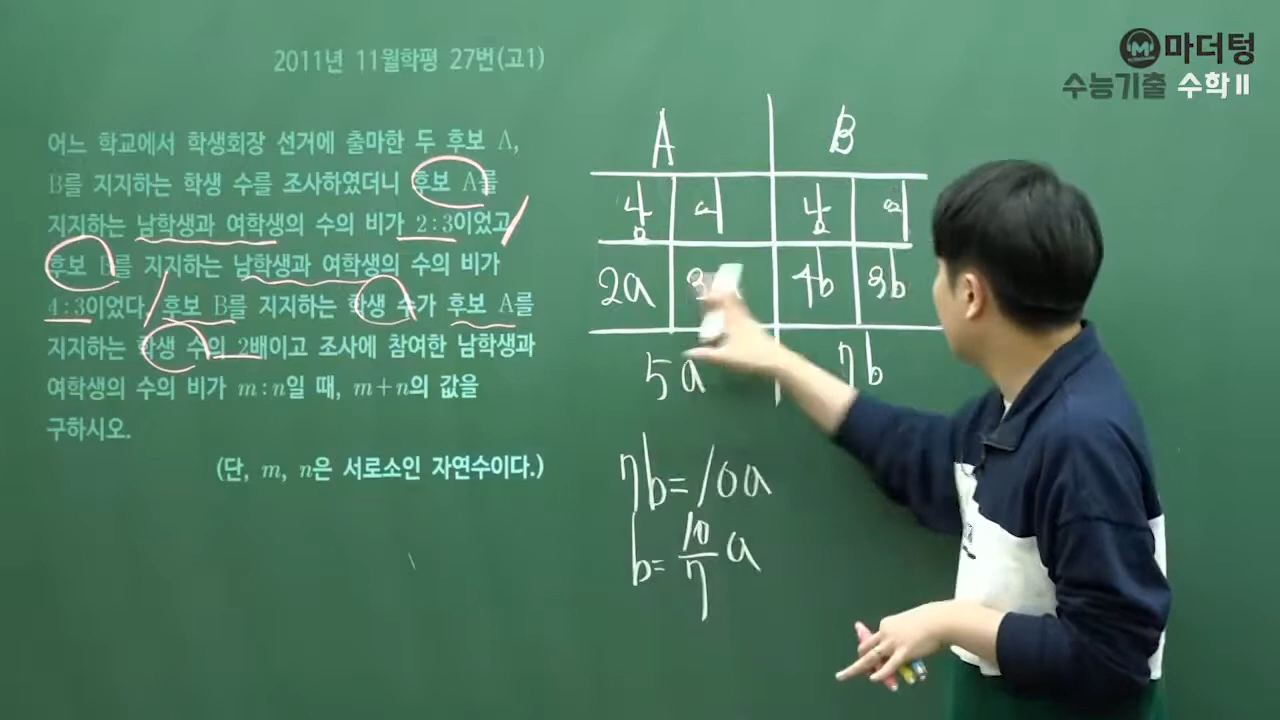 2011년 11월학평 27번(고1)
마더텅
수능기출 수학Ⅱ
어느 학교에서 학생회장 선거에 출마한 두 후보 A,
B를 지지하는 학생 수를 조사하였더니 후보 A를
지지하는 남학생과 여학생의 수의 비가 2:3이었고
후보 B를 지지하는 남학생과 여학생의 수의 비가
4:3이었다. 후보 B를 지지하는 학생 수가 후보 A를
지지하는 학생 수의 2배이고 조사에 참여한 남학생과
여학생의 수의 비가 m:n일 때, m+n의 값을
구하시오.
(단, m, n은 서로소인 자연수이다.)
A B
2a 4b 3b
5a 7b
7b=10a
b=10/7 a